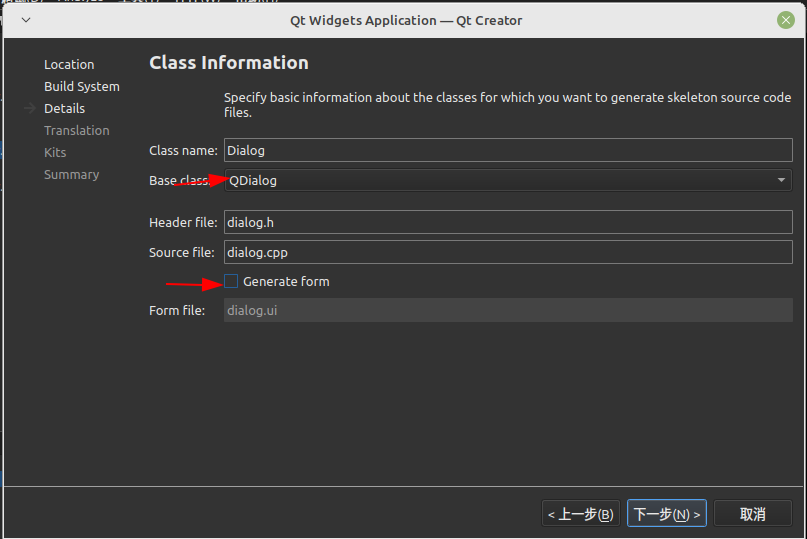 Qt Widgets Application — Qt Creator
Location
Build System
Details
Translation
Kits
Summary
Class Information
Specify basic information about the classes for which you want to generate skeleton source code
files.
Class name: Dialog
Base class: QDialog
Header file: dialog.h
Source file: dialog.cpp
Generate form
Form file: dialog.ui
< 上一步(B)
下一步(N) >
取消